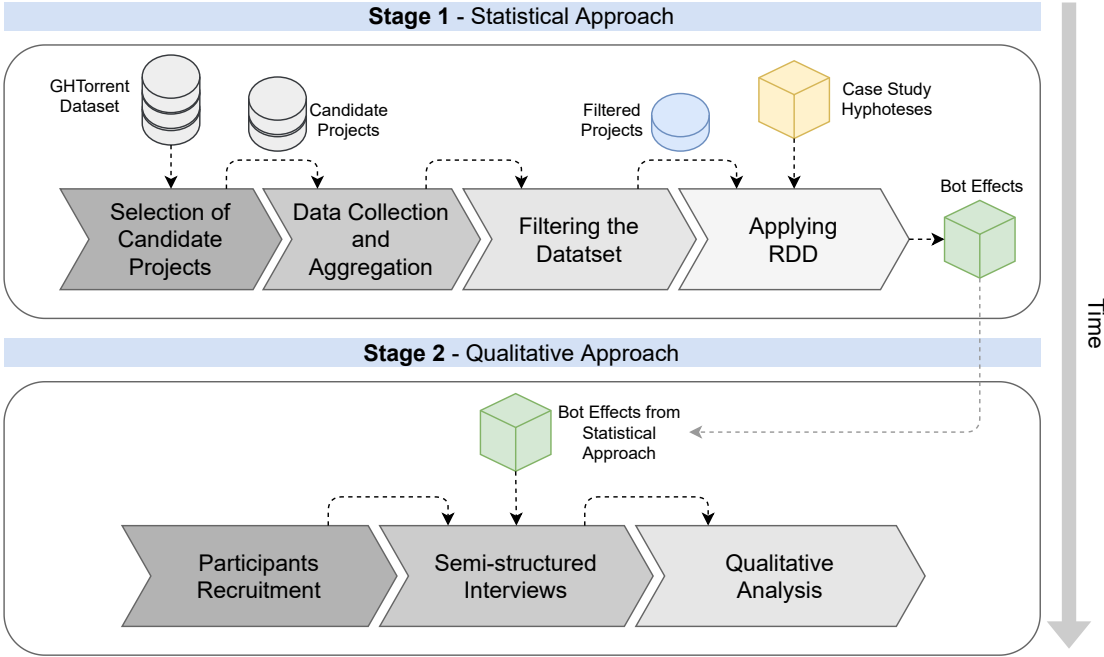 Stage 1 - Statistical Approach
GHTorrent
Dataset
Candidate
Projects
Filtered
Projects
Case Study
Hyphoteses
Selection of
Candidate
Projects
Data Collection
and
Aggregation
Filtering the
Datatset
Applying
RDD
Bot Effects
Time
Stage 2 - Qualitative Approach
Bot Effects from
Statistical
Approach
Participants
Recruitment
Semi-structured
Interviews
Qualitative
Analysis